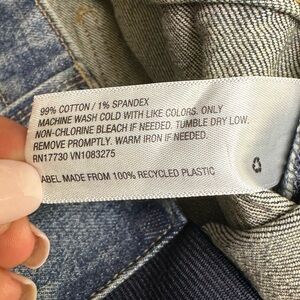 99% COTTON / 1% SPANDEX
MACHINE WASH COLD WITH LIKE COLORS. ONLY
NON-CHLORINE BLEACH IF NEEDED. TUMBLE DRY LOW.
REMOVE PROMPTLY. WARM IRON IF NEEDED.
RN17730 VN1083275
ABEL MADE FROM 100% RECYCLED PLASTIC